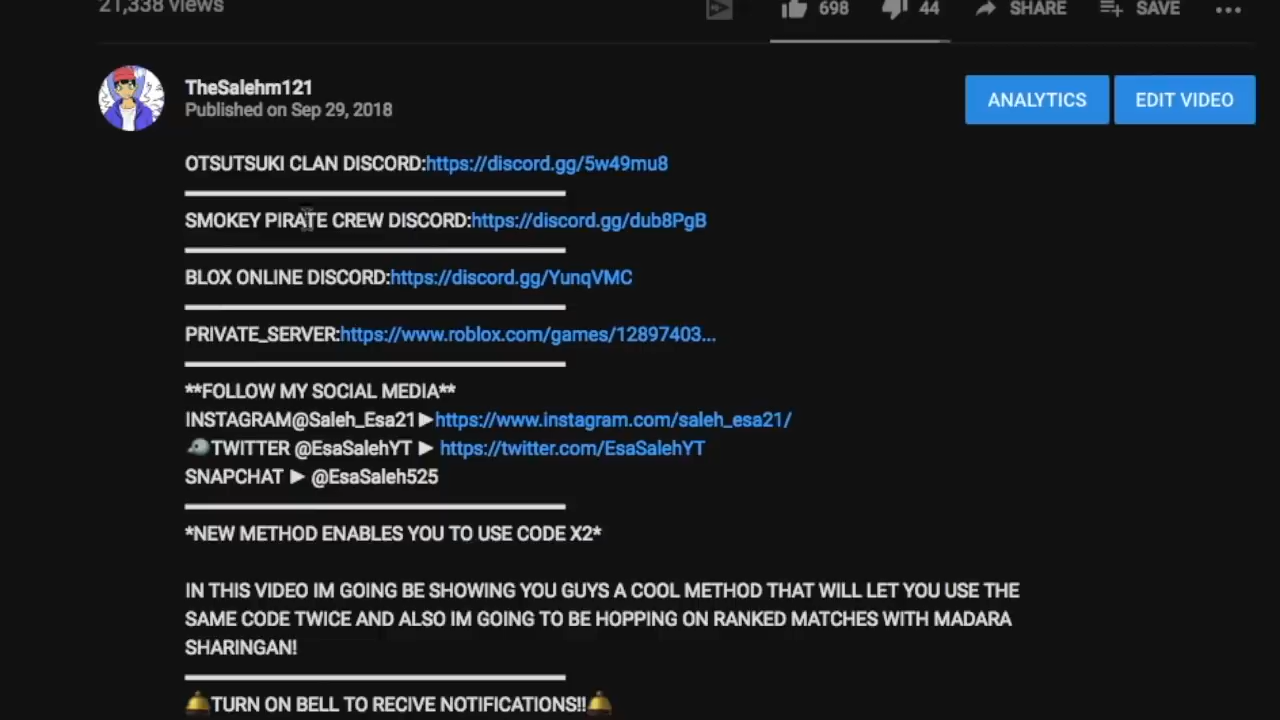 21,338 views
698 44 SHARE SAVE
TheSalehm121
Published on Sep 29, 2018
ANALYTICS EDIT VIDEO
OTSUTSUKI CLAN DISCORD:https://discord.gg/5w49mu8
SMOKEY PIRATE CREW DISCORD:https://discord.gg/dub8PgB
BLOX ONLINE DISCORD:https://discord.gg/YunqVMC
PRIVATE_SERVER:https://www.roblox.com/games/12897403...
**FOLLOW MY SOCIAL MEDIA**
INSTAGRAM@Saleh_Esa21►https://www.instagram.com/saleh_esa21/
TWITTER @EsaSalehYT ► https://twitter.com/EsaSalehYT
SNAPCHAT ► @EsaSaleh525
*NEW METHOD ENABLES YOU TO USE CODE X2*
IN THIS VIDEO IM GOING BE SHOWING YOU GUYS A COOL METHOD THAT WILL LET YOU USE THE
SAME CODE TWICE AND ALSO IM GOING TO BE HOPPING ON RANKED MATCHES WITH MADARA
SHARINGAN!
🔔TURN ON BELL TO RECIVE NOTIFICATIONS!!🔔